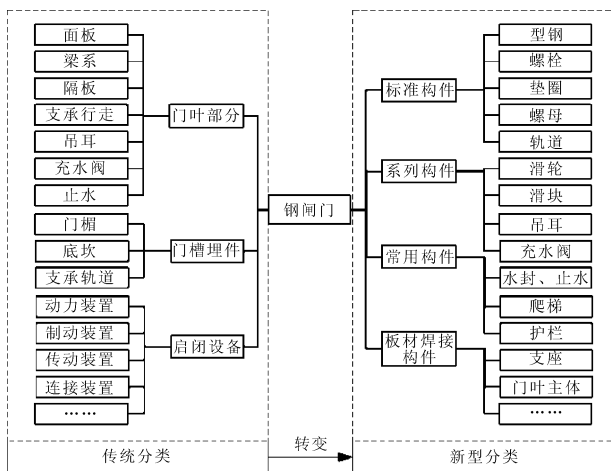 面板
梁系
隔板
支承行走
吊耳
充水阀
止水
门楣
底坎
支承轨道
动力装置
制动装置
传动装置
连接装置
……
门叶部分
门槽埋件
启闭设备
钢闸门
标准构件
系列构件
常用构件
板材焊接
构件
型钢
螺栓
垫圈
螺母
轨道
滑轮
滑块
吊耳
充水阀
水封、止水
爬梯
护栏
支座
门叶主体
……
传统分类
转变
新型分类